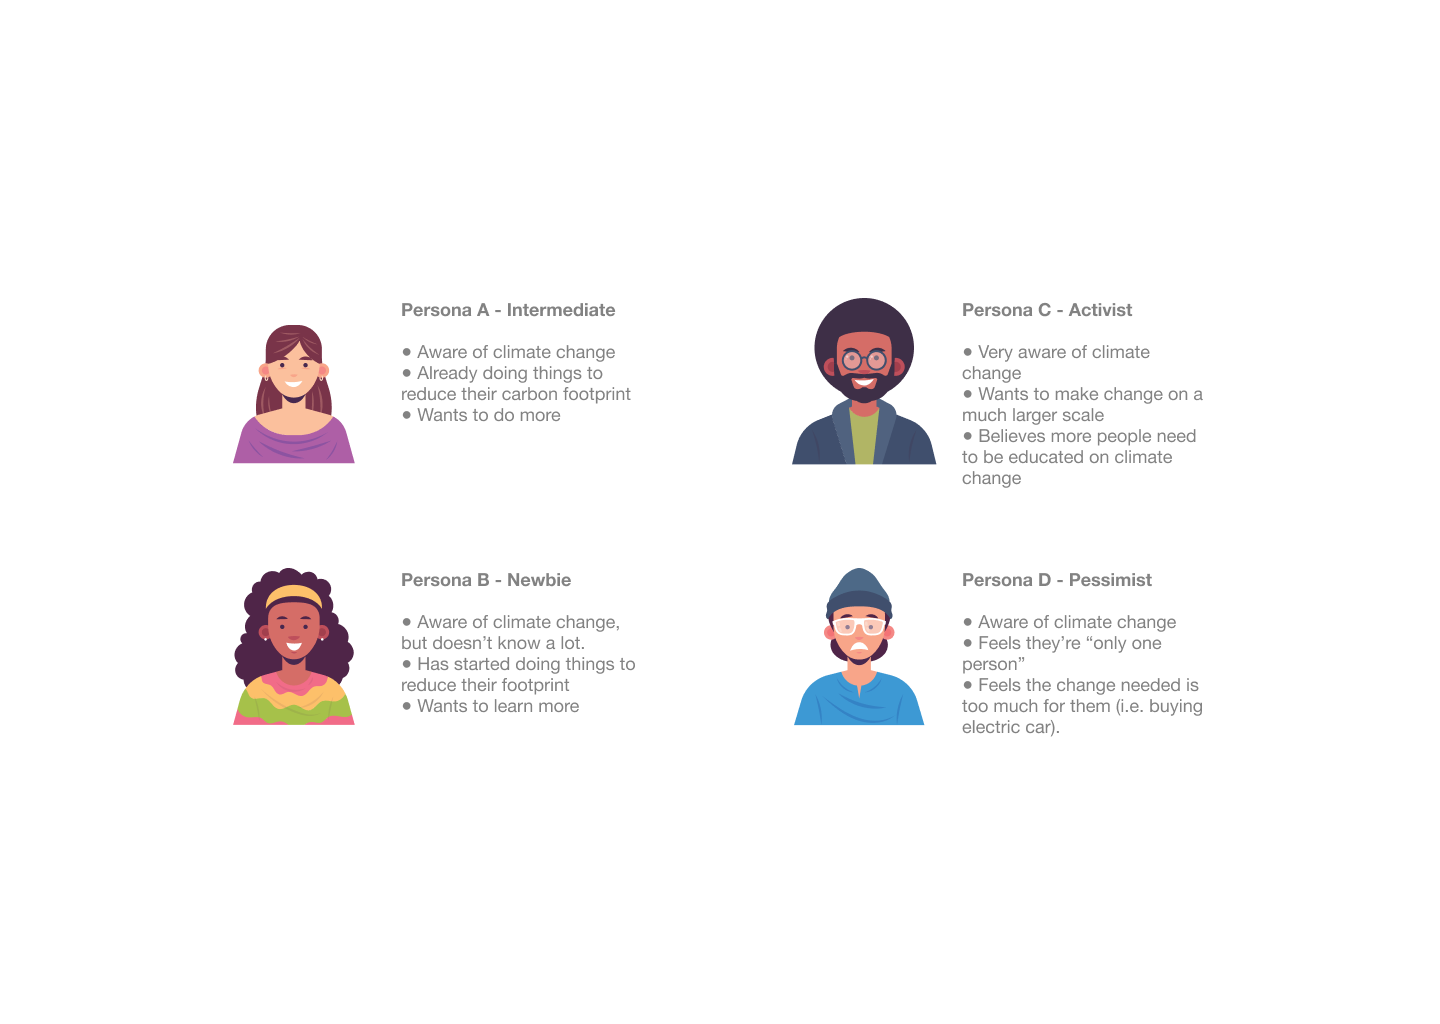 Persona A - Intermediate
● Aware of climate change
● Already doing things to
reduce their carbon footprint
● Wants to do more
Persona B - Newbie
● Aware of climate change,
but doesn’t know a lot.
● Has started doing things to
reduce their footprint
● Wants to learn more
Persona C - Activist
● Very aware of climate
change
● Wants to make change on a
much larger scale
● Believes more people need
to be educated on climate
change
Persona D - Pessimist
● Aware of climate change
● Feels they’re “only one
person”
● Feels the change needed is
too much for them (i.e. buying
electric car).